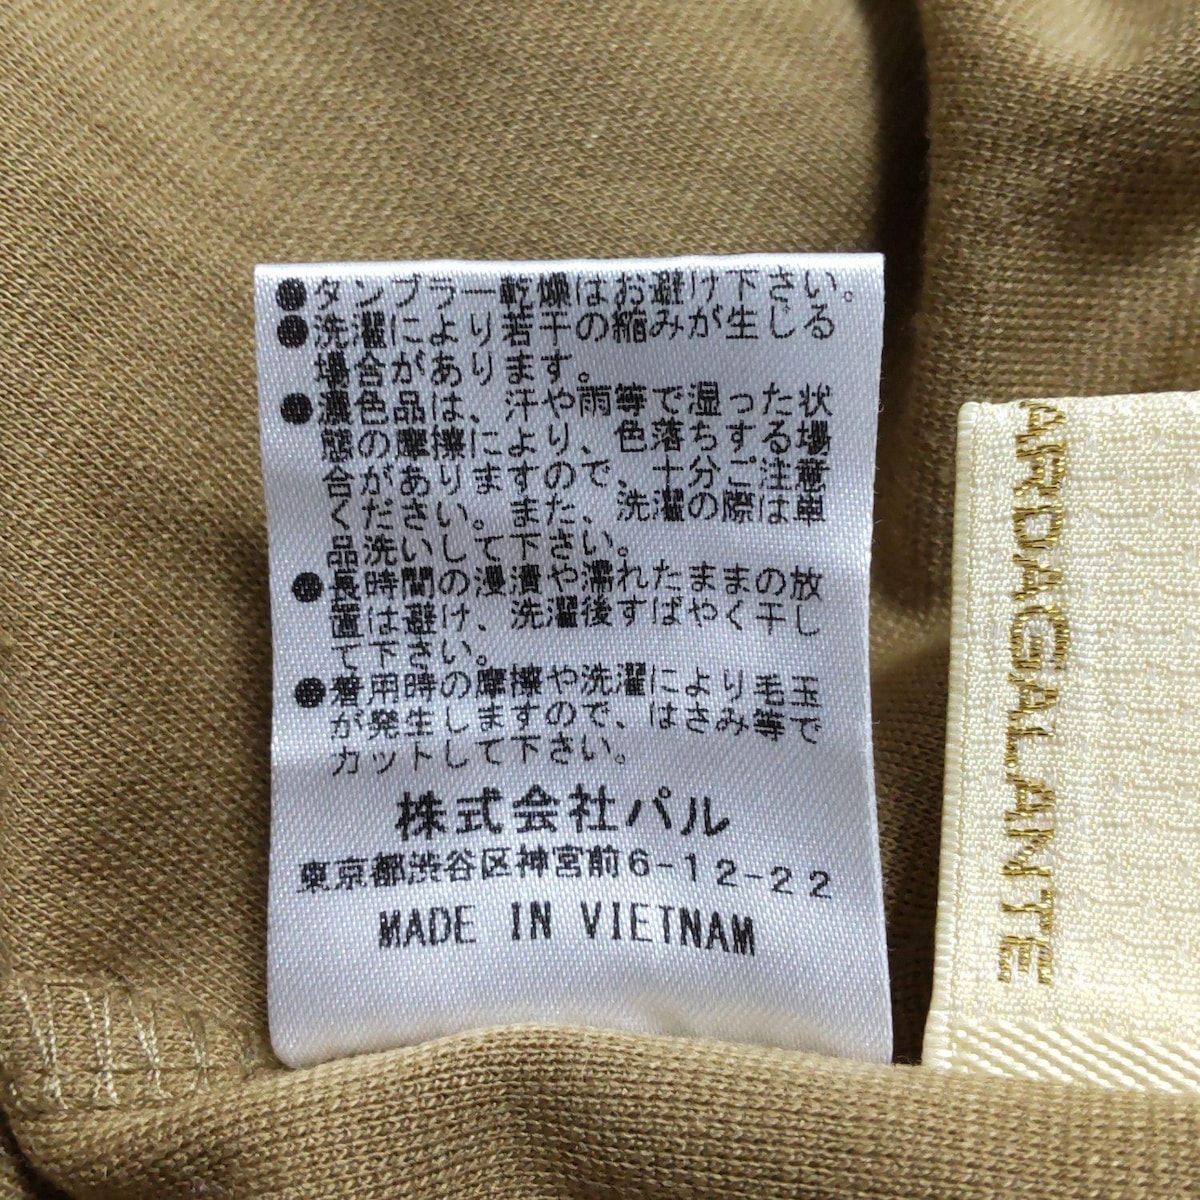 ●タンブラー乾燥はお避け下さい。
●洗濯により若干の縮みが生じる
場合があります。
●濃色品は、汗や雨等で湿った状
態の摩擦により、色落ちする場
合がありますので、十分ご注意
ください。また、洗濯の際は単
品洗いして下さい。
●長時間の浸漬や濡れたままの放
置は避け、洗濯後すばやく干し
て下さい。
●着用時の摩擦や洗濯により毛玉
が発生しますので、はさみ等で
カットして下さい。
株式会社パル
東京都渋谷区神宮前6-12-22
MADE IN VIETNAM
ARDAGALANTE